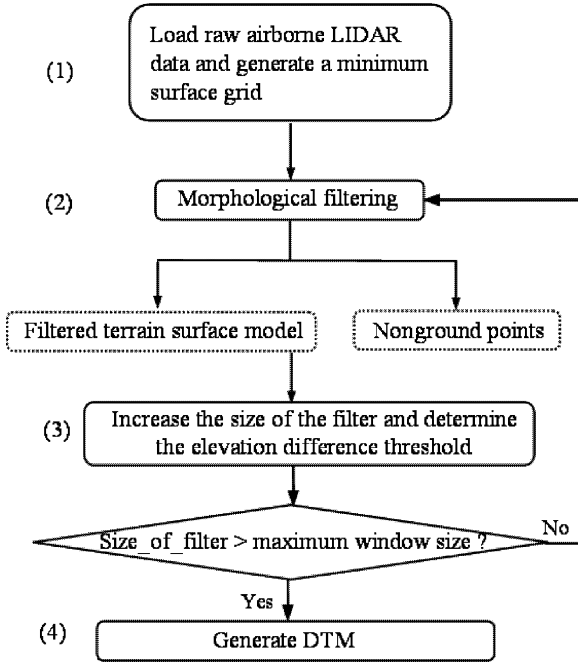 (1)
Load raw airborne LIDAR
data and generate a minimum
surface grid
(2)
Morphological filtering
Filtered terrain surface model
Nonground points
(3)
Increase the size of the filter and determine
the elevation difference threshold
Size_of_filter > maximum window size ?
No
Yes
(4)
Generate DTM